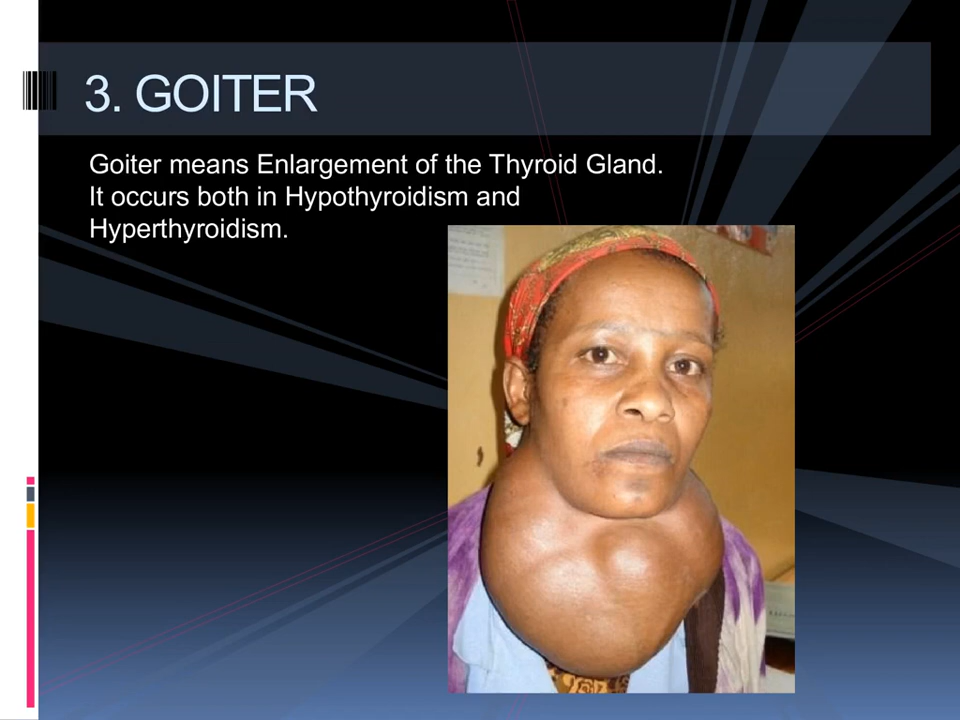 3. GOITER
Goiter means Enlargement of the Thyroid Gland.
It occurs both in Hypothyroidism and
Hyperthyroidism.